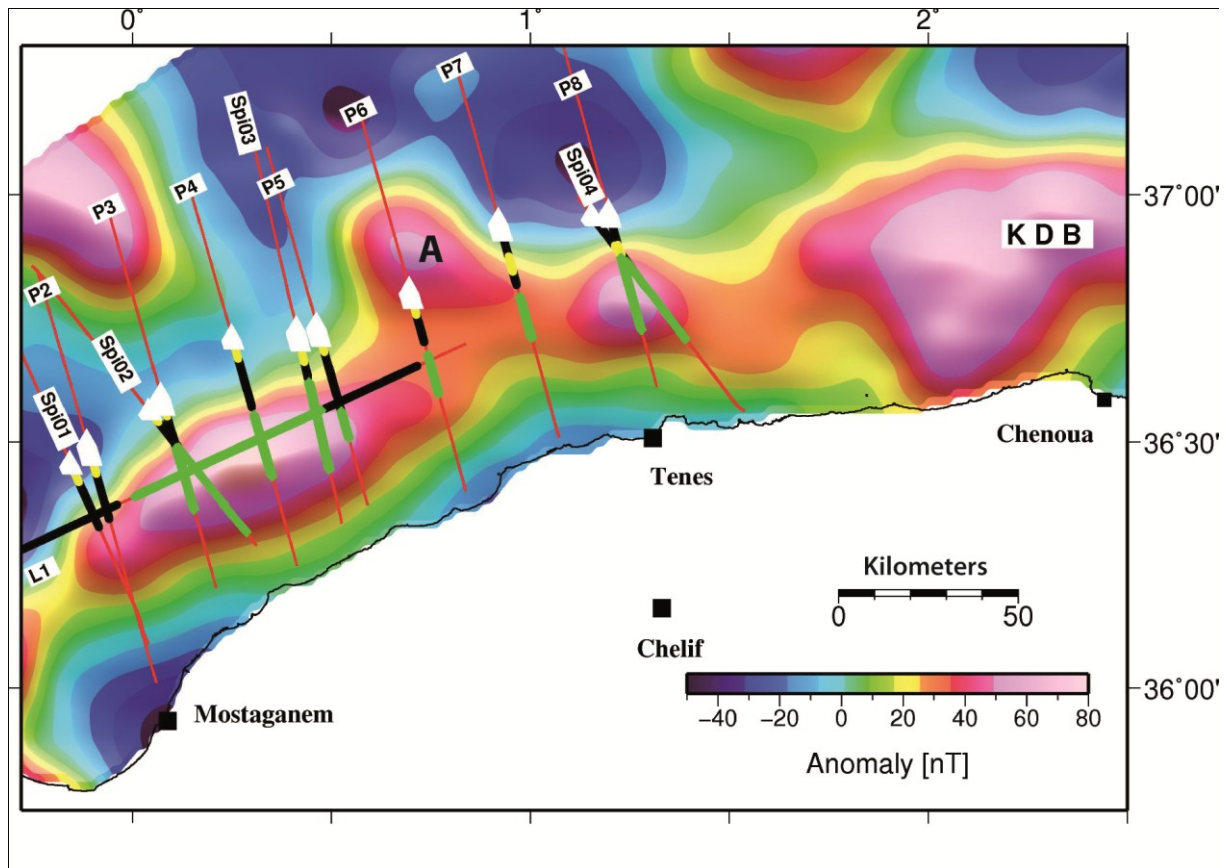 0° 1° 2°
P7
P8
P6
Spi03
Spi04
P5
P4
P3
37°00'
A
K D B
P2
Spi02
Spi01
36°30'
Chenoua
Tenes
L1
Kilometers
0 50
Chelif
36°00'
Mostaganem
−40 −20 0 20 40 60 80
Anomaly [nT]